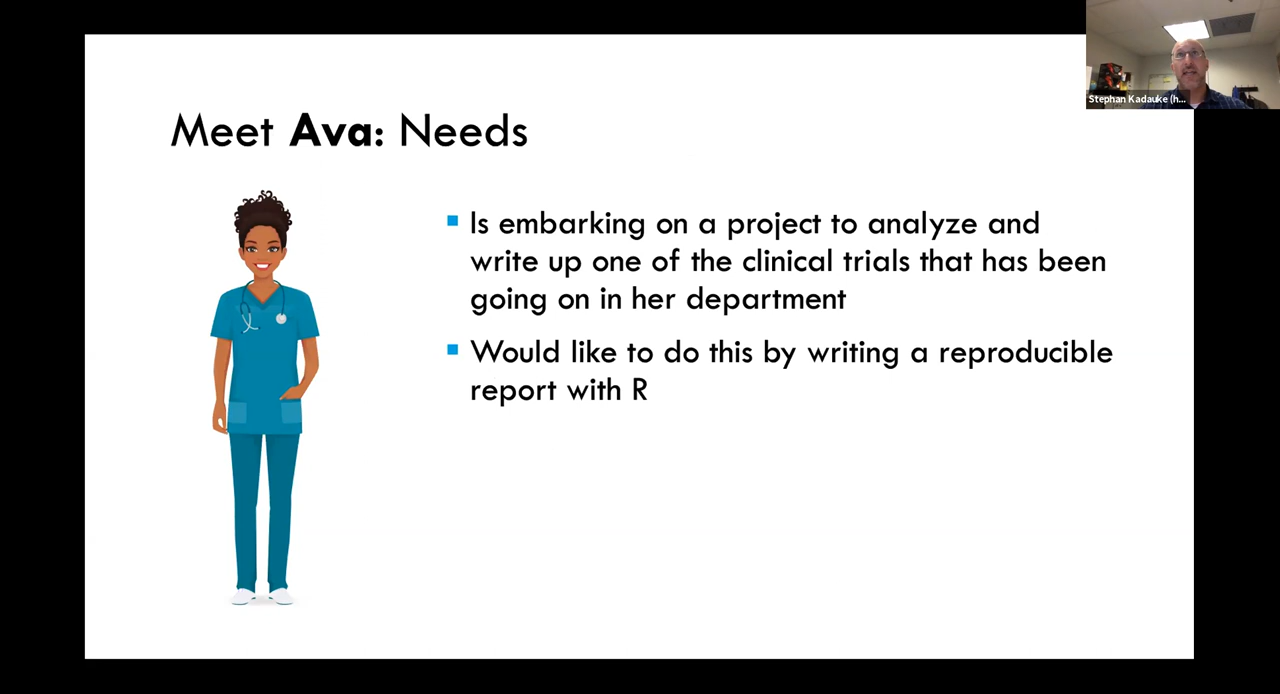 Stephan Kadauke (h...
Meet Ava: Needs
Is embarking on a project to analyze and
write up one of the clinical trials that has been
going on in her department
Would like to do this by writing a reproducible
report with R